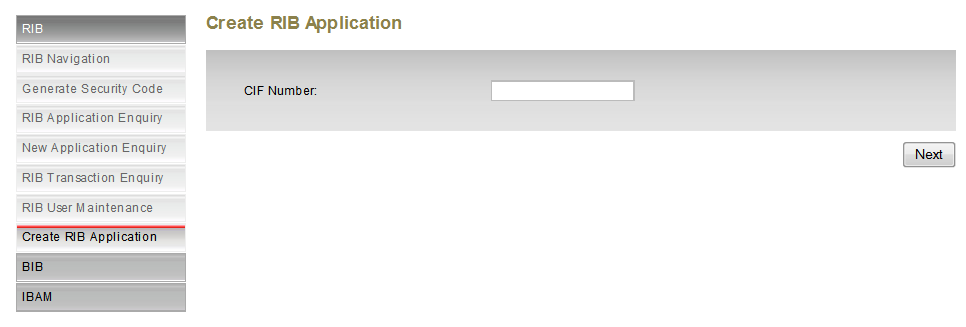 RIB
RIB Navigation
Generate Security Code
RIB Application Enquiry
New Application Enquiry
RIB Transaction Enquiry
RIB User Maintenance
Create RIB Application
BIB
IBAM
Create RIB Application
CIF Number:
Next